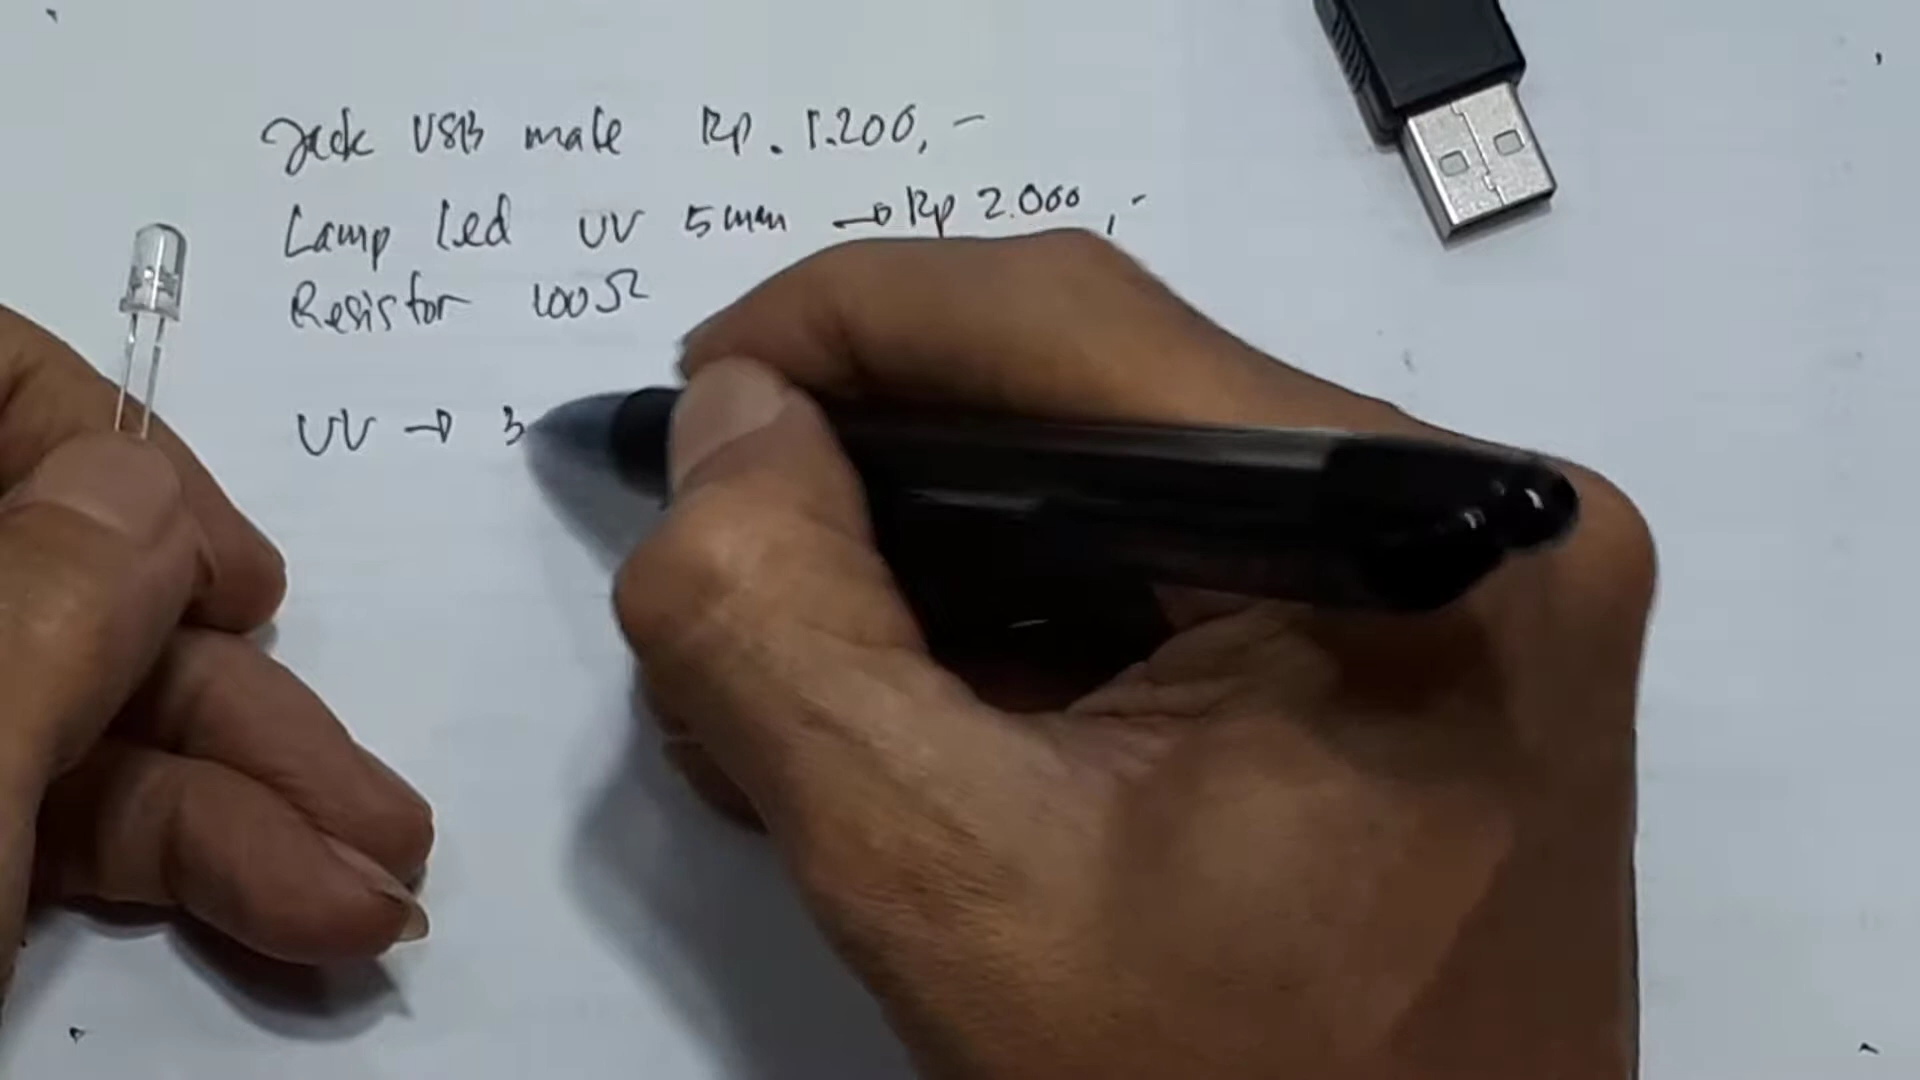 Jack USB male Rp. 1.200,-
Lamp Led UV 5mm → Rp 2.000,-
Resistor 100Ω
UV → 3